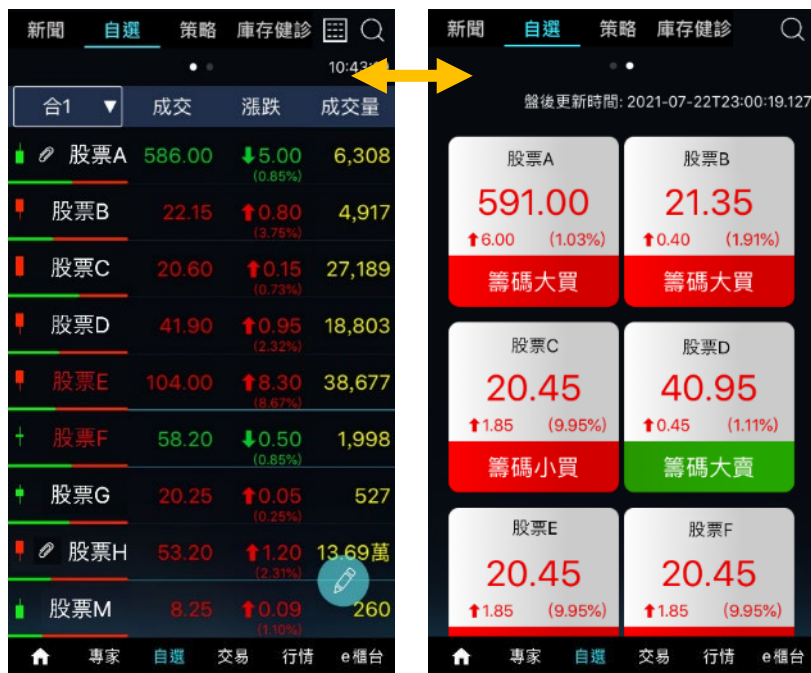 新聞 自選 策略 庫存健診
10:43:
合1 ▼ 成交 漲跌 成交量
股票A 586.00 ⬇5.00 6,308
(0.85%)
股票B 22.15 ⬆0.80 4,917
(3.75%)
股票C 20.60 ⬆0.15 27,189
(0.73%)
股票D 41.90 ⬆0.95 18,803
(2.32%)
股票E 104.00 ⬆8.30 38,677
(8.67%)
股票F 58.20 ⬇0.50 1,998
(0.85%)
股票G 20.25 ⬆0.05 527
(0.25%)
股票H 53.20 ⬆1.20 13.69萬
(2.31%)
股票M 8.25 ⬆0.09 260
(1.10%)
專家 自選 交易 行情 e櫃台
新聞 自選 策略 庫存健診
盤後更新時間: 2021-07-22T23:00:19.127
股票A 股票B
591.00 21.35
⬆6.00 (1.03%) ⬆0.40 (1.91%)
籌碼大買 籌碼大買
股票C 股票D
20.45 40.95
⬆1.85 (9.95%) ⬆0.45 (1.11%)
籌碼小買 籌碼大賣
股票E 股票F
20.45 20.45
⬆1.85 (9.95%) ⬆1.85 (9.95%)
專家 自選 交易 行情 e櫃台